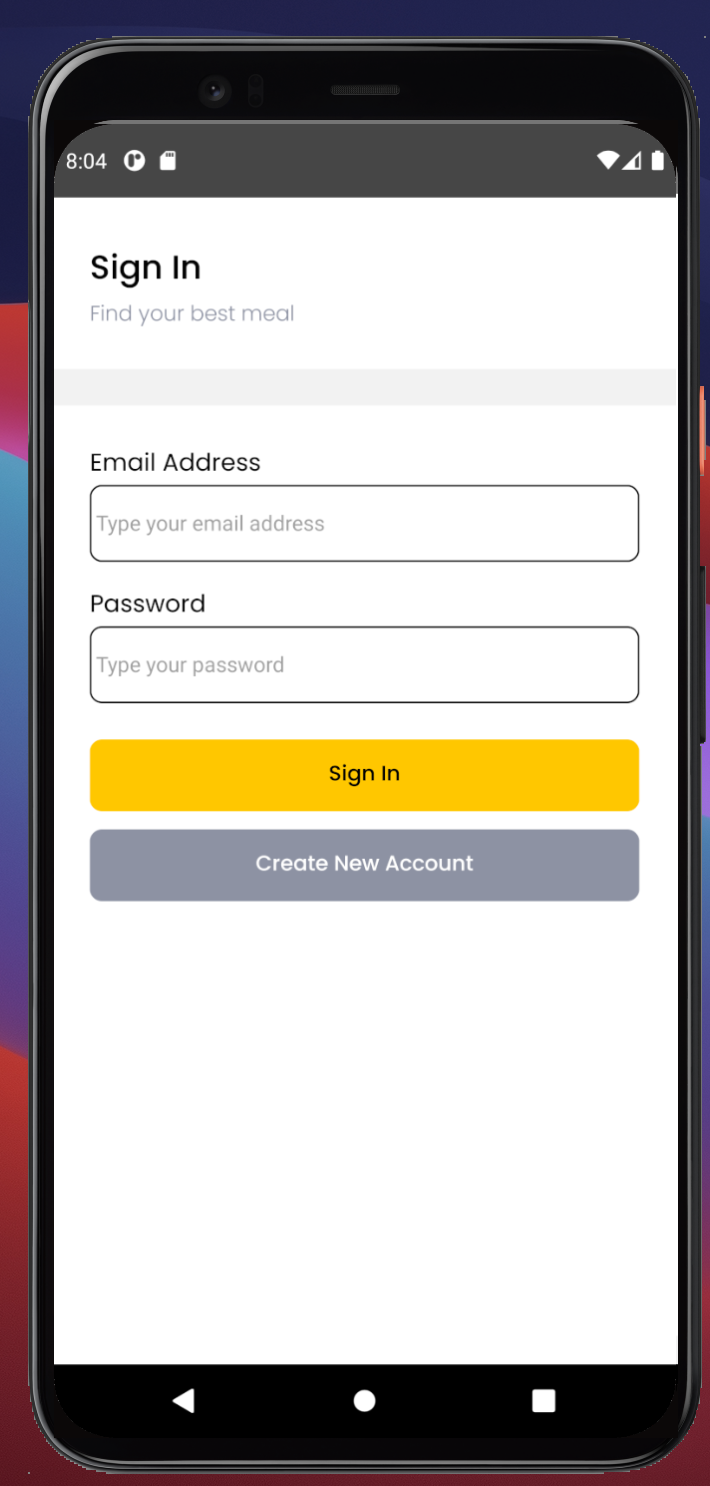 8:04
Sign In
Find your best meal
Email Address
Type your email address
Password
Type your password
Sign In
Create New Account